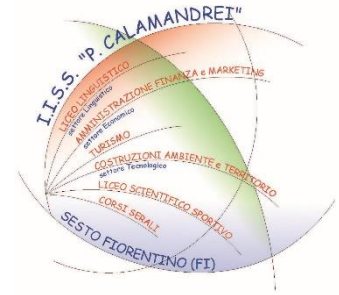 I.I.S.S. "P. CALAMANDREI"
LICEO LINGUISTICO
settore Linguistico
AMMINISTRAZIONE FINANZA e MARKETING
settore Economico
TURISMO
COSTRUZIONI AMBIENTE e TERRITORIO
settore Tecnologico
LICEO SCIENTIFICO SPORTIVO
CORSI SERALI
SESTO FIORENTINO (FI)